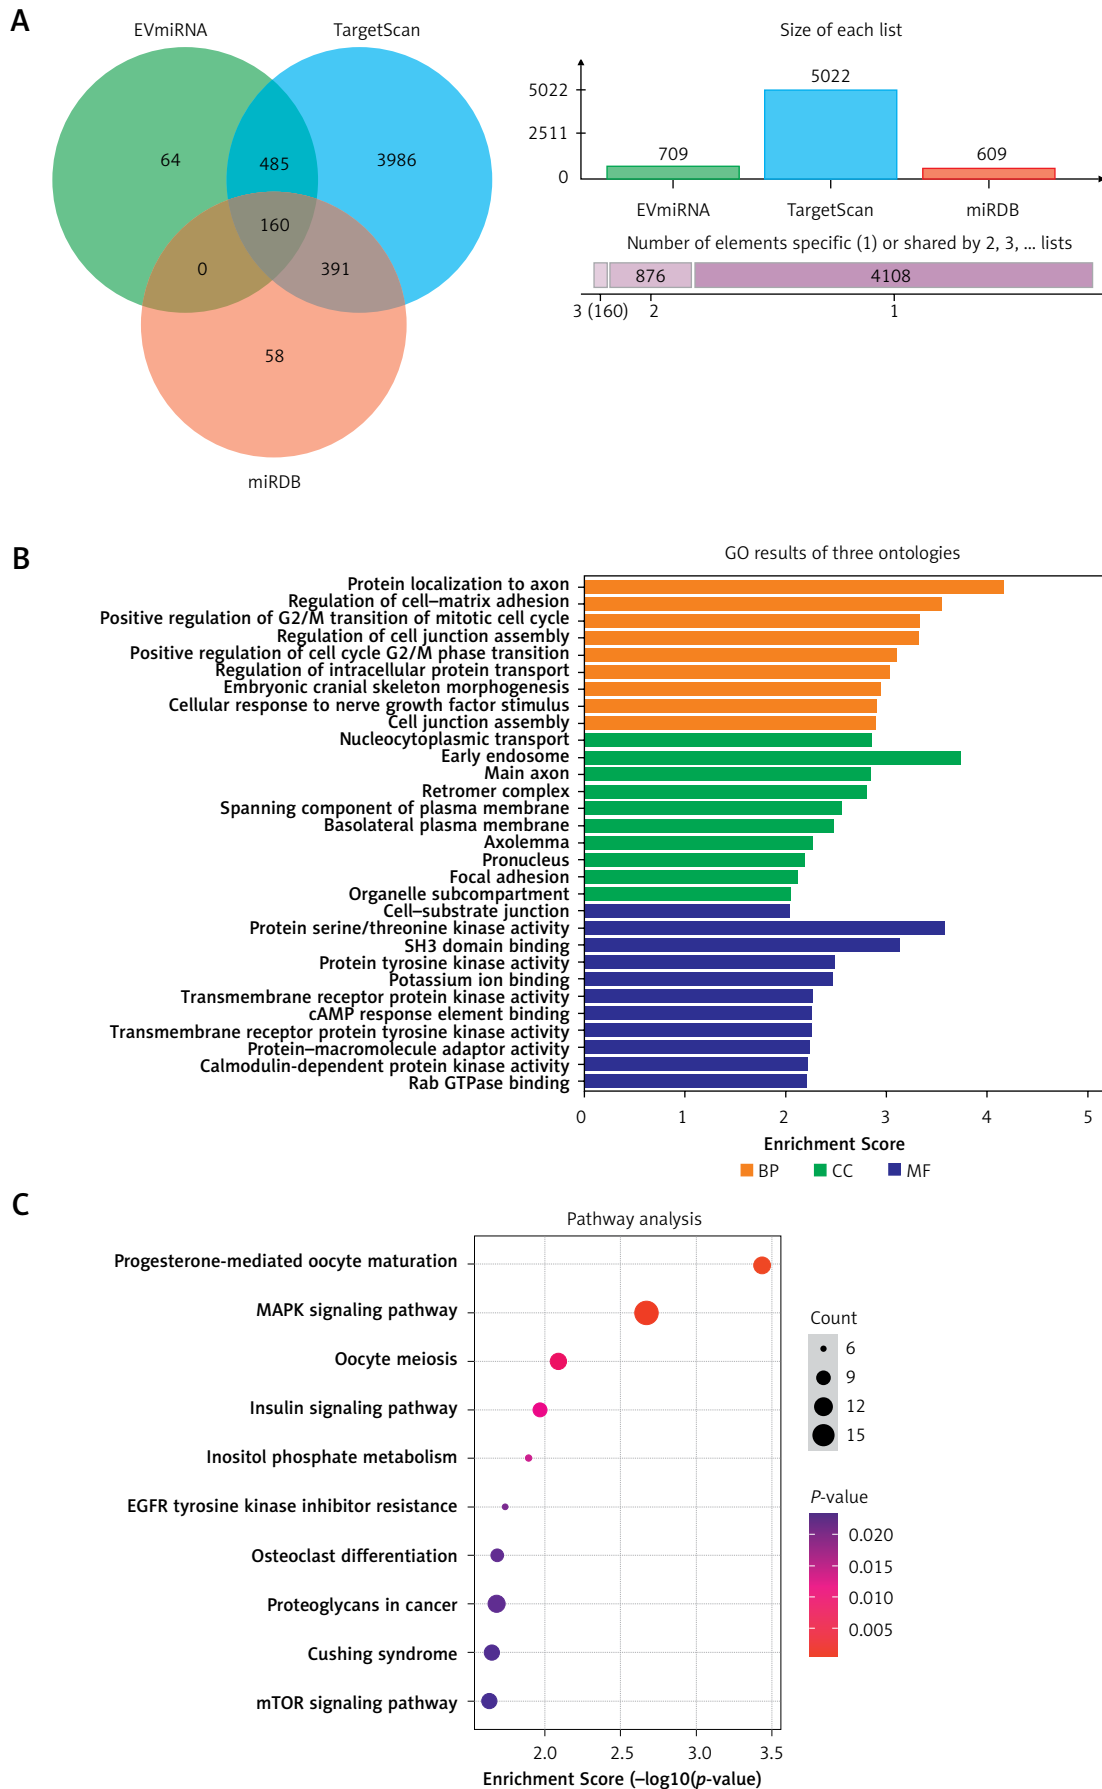 A
EVmiRNA
TargetScan
64
485
3986
160
0
391
58
miRDB
Size of each list
5022
5022
2511
709
609
0
EVmiRNA
TargetScan
miRDB
Number of elements specific (1) or shared by 2, 3, ... lists
876
4108
3 (160)
2
1
B
GO results of three ontologies
Protein localization to axon
Regulation of cell–matrix adhesion
Positive regulation of G2/M transition of mitotic cell cycle
Regulation of cell junction assembly
Positive regulation of cell cycle G2/M phase transition
Regulation of intracellular protein transport
Embryonic cranial skeleton morphogenesis
Cellular response to nerve growth factor stimulus
Cell junction assembly
Nucleocytoplasmic transport
Early endosome
Main axon
Retromer complex
Spanning component of plasma membrane
Basolateral plasma membrane
Axolemma
Pronucleus
Focal adhesion
Organelle subcompartment
Cell–substrate junction
Protein serine/threonine kinase activity
SH3 domain binding
Protein tyrosine kinase activity
Potassium ion binding
Transmembrane receptor protein kinase activity
cAMP response element binding
Transmembrane receptor protein tyrosine kinase activity
Protein–macromolecule adaptor activity
Calmodulin-dependent protein kinase activity
Rab GTPase binding
0 1 2 3 4 5
Enrichment Score
BP CC MF
C
Pathway analysis
Progesterone-mediated oocyte maturation
MAPK signaling pathway
Oocyte meiosis
Insulin signaling pathway
Inositol phosphate metabolism
EGFR tyrosine kinase inhibitor resistance
Osteoclast differentiation
Proteoglycans in cancer
Cushing syndrome
mTOR signaling pathway
2.0 2.5 3.0 3.5
Enrichment Score (–log10(p-value)
Count
6
9
12
15
P-value
0.020
0.015
0.010
0.005